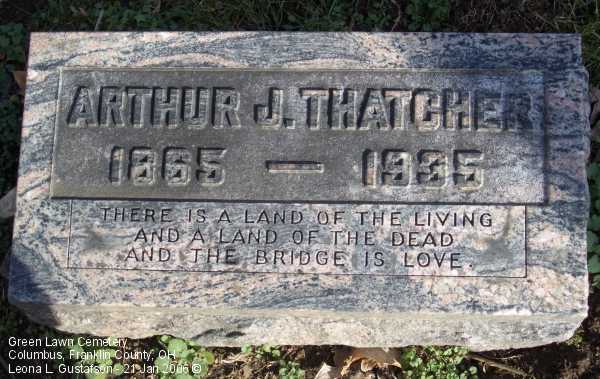 ARTHUR J. THATCHER
1865 — 1935
THERE IS A LAND OF THE LIVING
AND A LAND OF THE DEAD
AND THE BRIDGE IS LOVE.
Green Lawn Cemetery
Columbus, Franklin County, OH
Leona L. Gustafson - 21 Jan 2006 ©